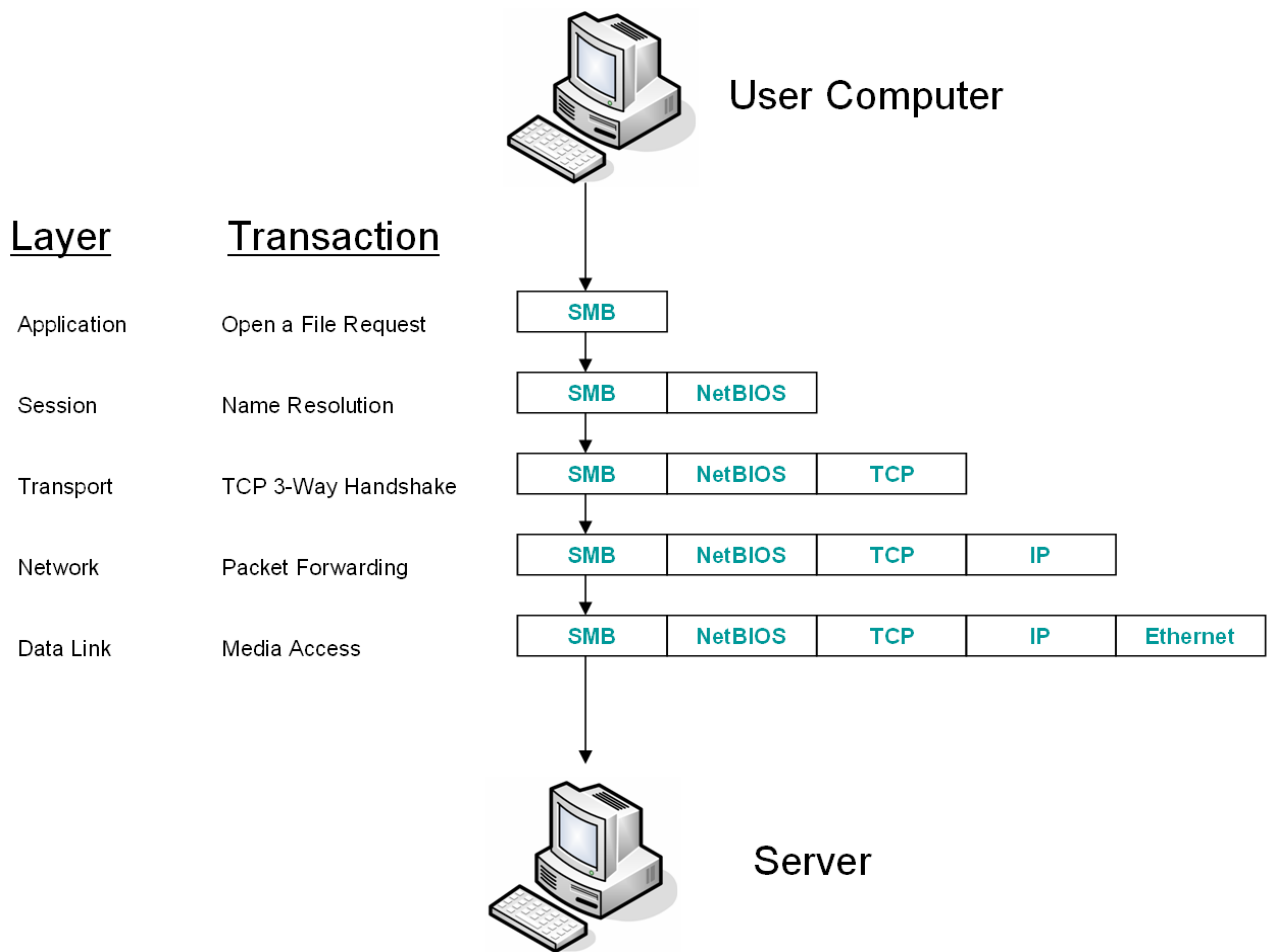 User Computer
Layer Transaction
Application Open a File Request SMB
Session Name Resolution SMB NetBIOS
Transport TCP 3-Way Handshake SMB NetBIOS TCP
Network Packet Forwarding SMB NetBIOS TCP IP
Data Link Media Access SMB NetBIOS TCP IP Ethernet
Server